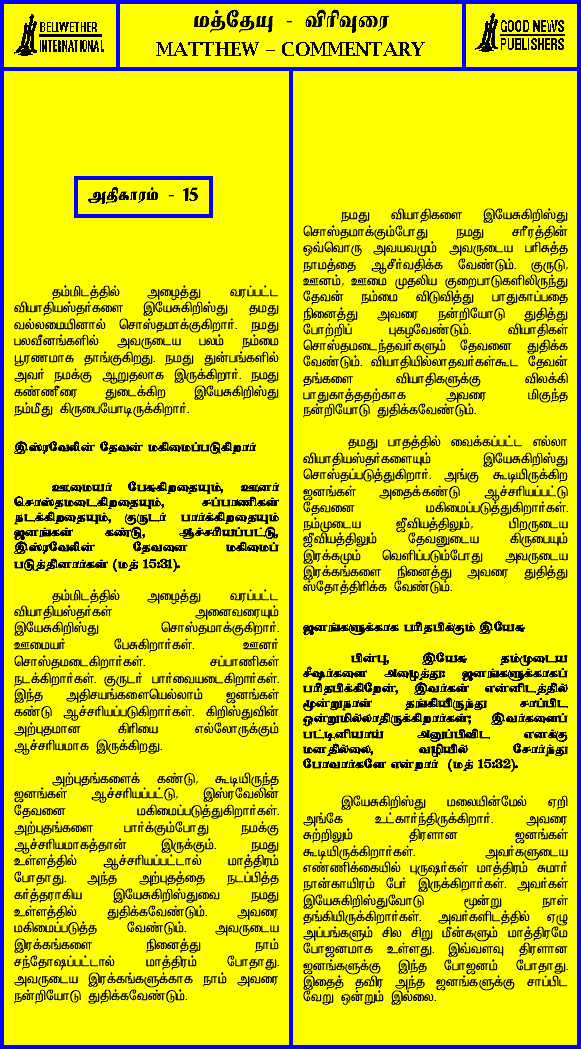 BELIWETHER
INTERNATIONAL
மத்தேயு - விரிவுரை
MATTHEW – COMMENTARY
GOOD NEWS
PUBLISHERS
அதிகாரம் - 15
தம்மிடத்தில் அழைத்து வரப்பட்ட
வியாதியஸ்தர்களை இயேசுகிறிஸ்து தமது
வல்லமையினால் சொஸ்தமாக்குகிறார். நமது
பலவீனங்களில் அவருடைய பலம் நம்மை
பூரணமாக தாங்குகிறது. நமது துன்பங்களில்
அவர் நமக்கு ஆறுதலாக இருக்கிறார். நமது
கண்ணீரை துடைக்கிற இயேசுகிறிஸ்து
நம்மீது கிருபையோடிருக்கிறார்.
இஸ்ரவேலின் தேவன் மகிமைப்படுகிறார்
ஊமையர் பேசுகிறதையும், ஊனர்
சொஸ்தமடைகிறதையும், சப்பாணிகள்
நடக்கிறதையும், குருடர் பார்க்கிறதையும்
ஜனங்கள் கண்டு, ஆச்சரியப்பட்டு,
இஸ்ரவேலின் தேவனை மகிமைப்
படுத்தினார்கள் (மத் 15:31).
தம்மிடத்தில் அழைத்து வரப்பட்ட
வியாதியஸ்தர்கள் அனைவரையும்
இயேசுகிறிஸ்து சொஸ்தமாக்குகிறார்.
ஊமையர் பேசுகிறார்கள். ஊனர்
சொஸ்தமடைகிறார்கள். சப்பாணிகள்
நடக்கிறார்கள். குருடர் பார்வையடைகிறார்கள்.
இந்த அதிசயங்களையெல்லாம் ஜனங்கள்
கண்டு ஆச்சரியப்படுகிறார்கள். கிறிஸ்துவின்
அற்புதமான கிரியை எல்லோருக்கும்
ஆச்சரியமாக இருக்கிறது.
அற்புதங்களைக் கண்டு, கூடியிருந்த
ஜனங்கள் ஆச்சரியப்பட்டு, இஸ்ரவேலின்
தேவனை மகிமைப்படுத்துகிறார்கள்.
அற்புதங்களை பார்க்கும்போது நமக்கு
ஆச்சரியமாகத்தான் இருக்கும். நமது
உள்ளத்தில் ஆச்சரியப்பட்டால் மாத்திரம்
போதாது. அந்த அற்புதத்தை நடப்பித்த
கர்த்தராகிய இயேசுகிறிஸ்துவை நமது
உள்ளத்தில் துதிக்கவேண்டும். அவரை
மகிமைப்படுத்த வேண்டும். அவருடைய
இரக்கங்களை நினைத்து நாம்
சந்தோஷப்பட்டால் மாத்திரம் போதாது.
அவருடைய இரக்கங்களுக்காக நாம் அவரை
நன்றியோடு துதிக்கவேண்டும்.
நமது வியாதிகளை இயேசுகிறிஸ்து
சொஸ்தமாக்கும்போது நமது சரீரத்தின்
ஒவ்வொரு அவயவமும் அவருடைய பரிசுத்த
நாமத்தை ஆசீர்வதிக்க வேண்டும். குருடு,
ஊனம், ஊமை முதலிய குறைபாடுகளிலிருந்து
தேவன் நம்மை விடுவித்து பாதுகாப்பதை
நினைத்து அவரை நன்றியோடு துதித்து
போற்றிப் புகழவேண்டும். வியாதிகள்
சொஸ்தமடைந்தவர்களும் தேவனை துதிக்க
வேண்டும். வியாதியில்லாதவர்கள்கூட தேவன்
தங்களை வியாதிகளுக்கு விலக்கி
பாதுகாத்ததற்காக அவரை மிகுந்த
நன்றியோடு துதிக்கவேண்டும்.
தமது பாதத்தில் வைக்கப்பட்ட எல்லா
வியாதியஸ்தர்களையும் இயேசுகிறிஸ்து
சொஸ்தப்படுத்துகிறார். அங்கு கூடியிருக்கிற
ஜனங்கள் அதைக்கண்டு ஆச்சரியப்பட்டு
தேவனை மகிமைப்படுத்துகிறார்கள்.
நம்முடைய ஜீவியத்திலும், பிறருடைய
ஜீவியத்திலும் தேவனுடைய கிருபையும்
இரக்கமும் வெளிப்படும்போது அவருடைய
இரக்கங்களை நினைத்து அவரை துதித்து
ஸ்தோத்திரிக்க வேண்டும்.
ஜனங்களுக்காக பரிதபிக்கும் இயேசு
பின்பு, இயேசு தம்முடைய
சீஷர்களை அழைத்து: ஜனங்களுக்காகப்
பரிதபிக்கிறேன், இவர்கள் என்னிடத்தில்
மூன்றுநாள் தங்கியிருந்து சாப்பிட
ஒன்றுமில்லாதிருக்கிறார்கள்; இவர்களைப்
பட்டினியாய் அனுப்பிவிட எனக்கு
மனதில்லை, வழியில் சோர்ந்து
போவார்களே என்றார் (மத் 15:32).
இயேசுகிறிஸ்து மலையின்மேல் ஏறி
அங்கே உட்கார்ந்திருக்கிறார். அவரை
சுற்றிலும் திரளான ஜனங்கள்
கூடியிருக்கிறார்கள். அவர்களுடைய
எண்ணிக்கையில் புருஷர்கள் மாத்திரம் சுமார்
நான்காயிரம் பேர் இருக்கிறார்கள். அவர்கள்
இயேசுகிறிஸ்துவோடு மூன்று நாள்
தங்கியிருக்கிறார்கள். அவர்களிடத்தில் ஏழு
அப்பங்களும் சில சிறு மீன்களும் மாத்திரமே
போஜனமாக உள்ளது. இவ்வளவு திரளான
ஜனங்களுக்கு இந்த போஜனம் போதாது.
இதைத் தவிர அந்த ஜனங்களுக்கு சாப்பிட
வேறு ஒன்றும் இல்லை.